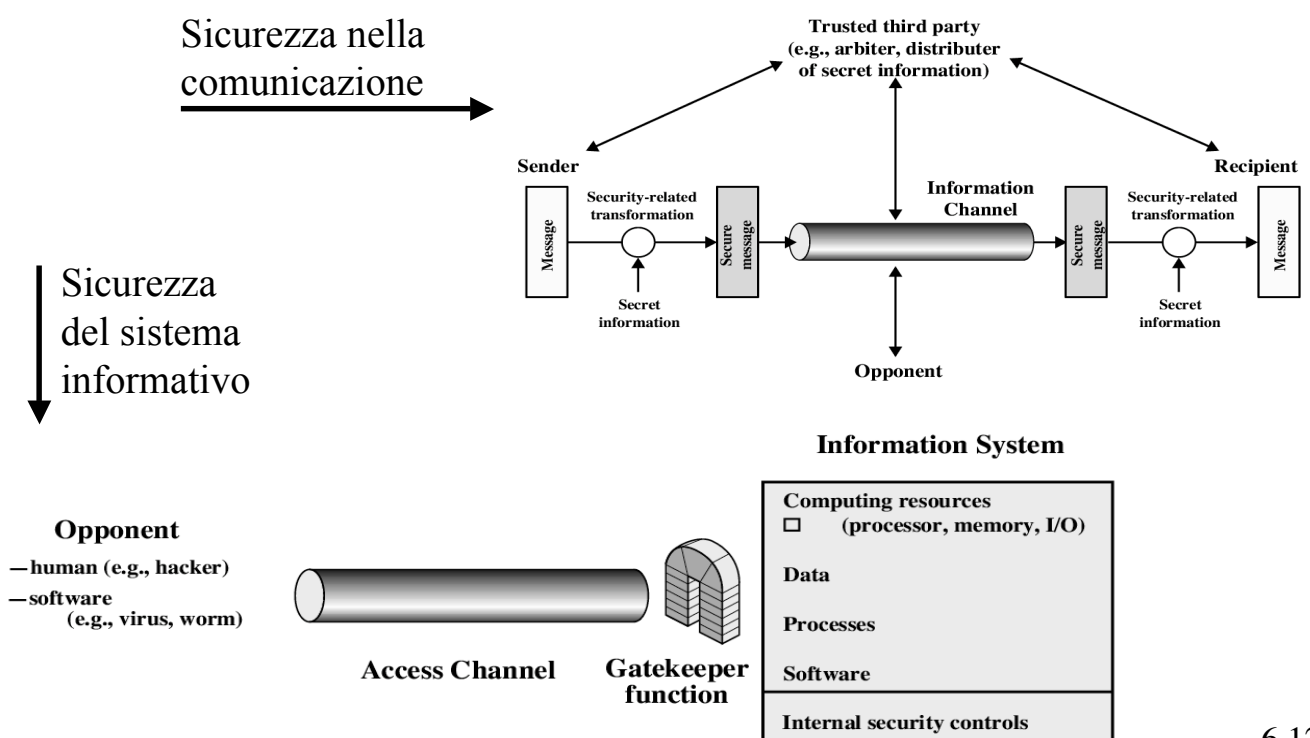 Sicurezza nella
comunicazione
Trusted third party
(e.g., arbiter, distributer
of secret information)
Sender
Recipient
Message
Security-related
transformation
Secret
information
Secure
message
Information
Channel
Secure
message
Security-related
transformation
Secret
information
Message
Opponent
Sicurezza
del sistema
informativo
Information System
Opponent
—human (e.g., hacker)
—software
(e.g., virus, worm)
Access Channel
Gatekeeper
function
Computing resources
(processor, memory, I/O)
Data
Processes
Software
Internal security controls